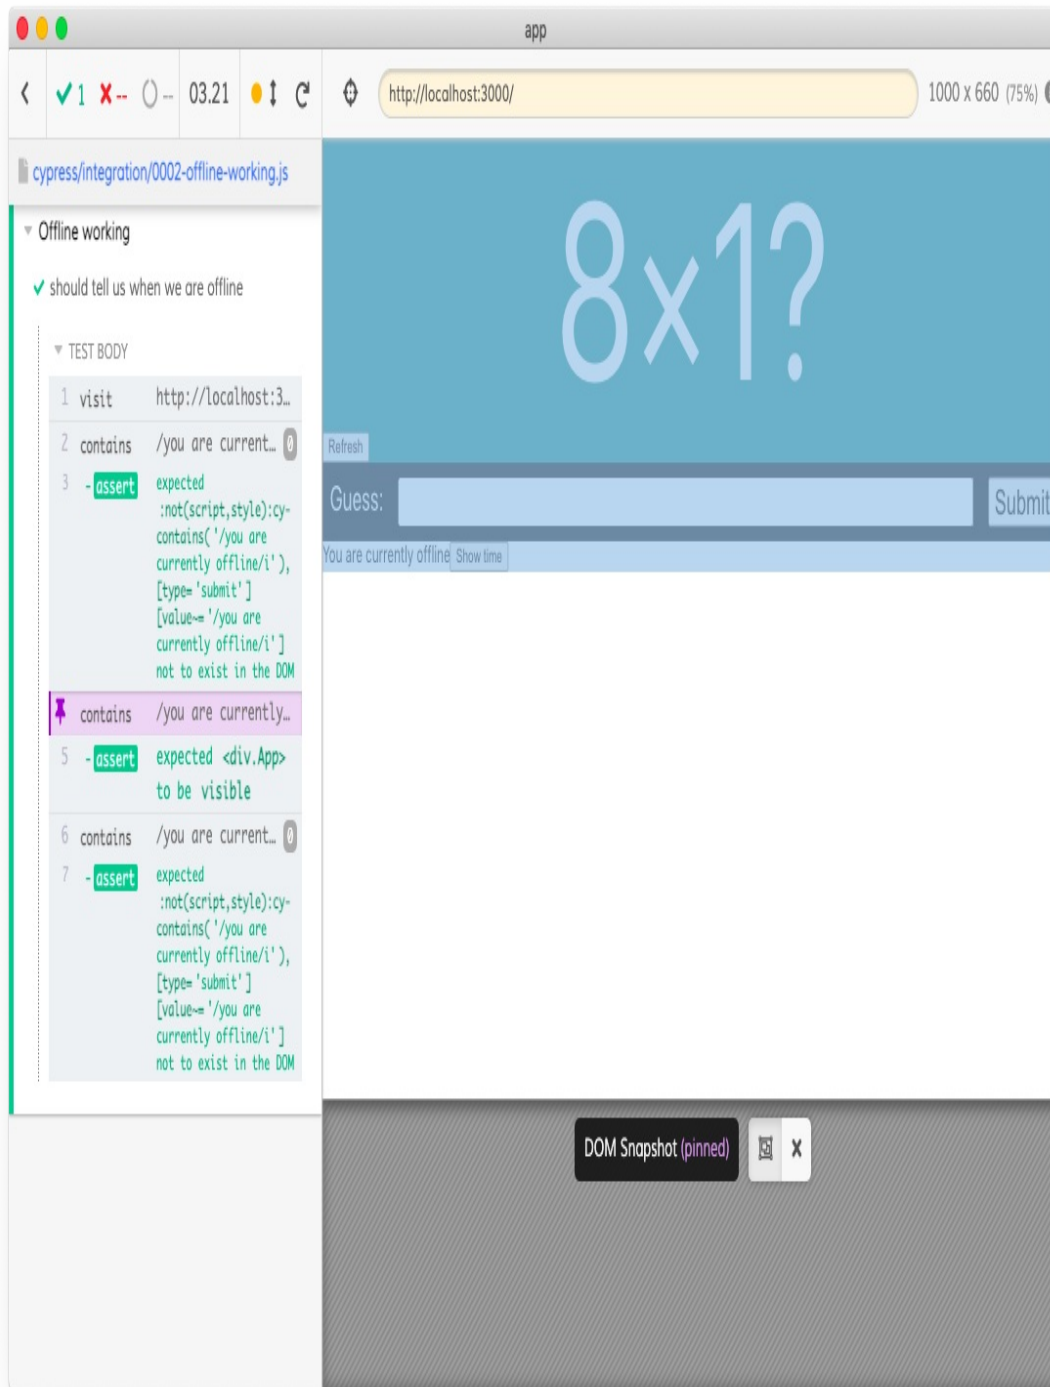 app
1 -- -- 03.21
http://localhost:3000/
1000 x 660 (75%)
cypress/integration/0002-offline-working.js
Offline working
should tell us when we are offline
TEST BODY
1 visit http://localhost:3…
2 contains /you are current… 0
3 - assert expected
:not(script,style):cy-
contains('/you are
currently offline/i'),
[type='submit']
[value~='/you are
currently offline/i']
not to exist in the DOM
contains /you are currently…
5 - assert expected <div.App>
to be visible
6 contains /you are current… 0
7 - assert expected
:not(script,style):cy-
contains('/you are
currently offline/i'),
[type='submit']
[value~='/you are
currently offline/i']
not to exist in the DOM
8×1?
Refresh
Guess:
Submit
You are currently offline Show time
DOM Snapshot (pinned)